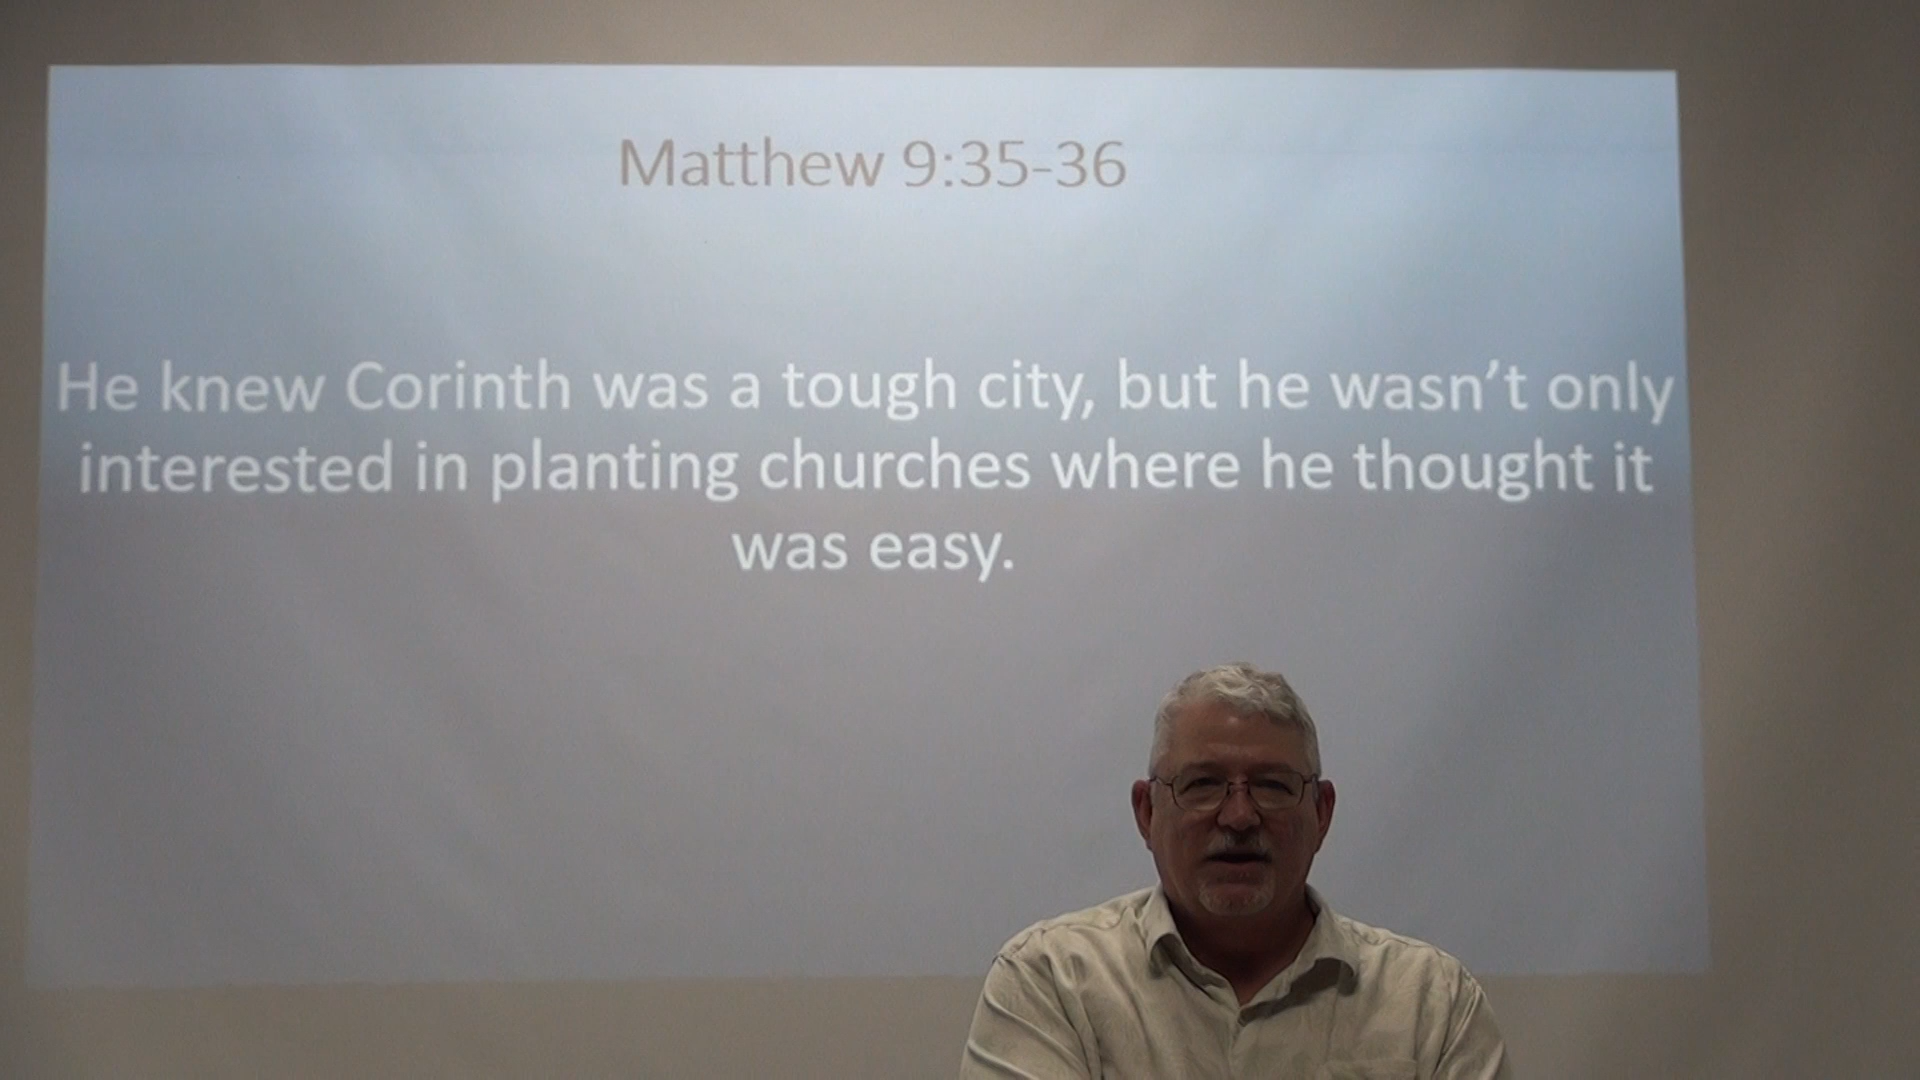 Matthew 9:35-36
He knew Corinth was a tough city, but he wasn’t only
interested in planting churches where he thought it
was easy.